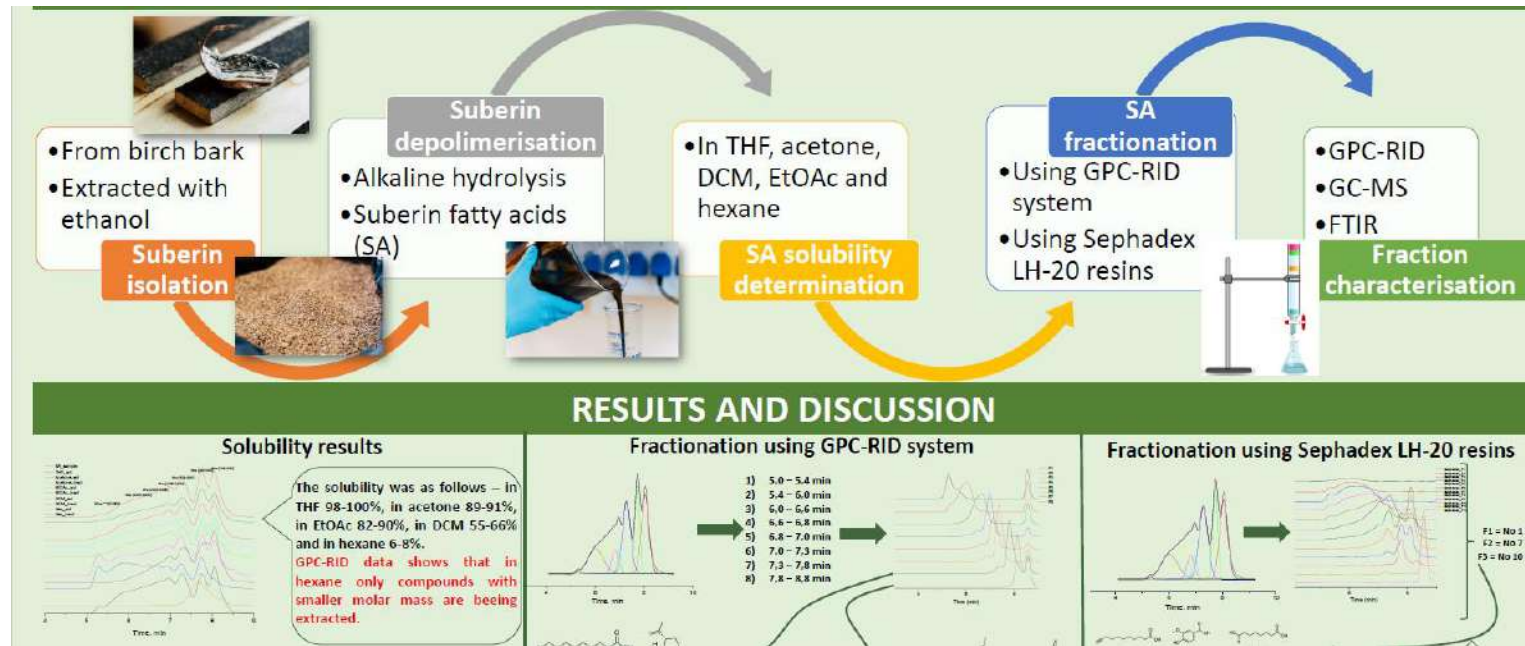 •From birch bark
•Extracted with
ethanol
Suberin
isolation
Suberin
depolimerisation
•Alkaline hydrolysis
•Suberin fatty acids
(SA)
•In THF, acetone,
DCM, EtOAc and
hexane
SA solubility
determination
SA
fractionation
•Using GPC-RID
system
•Using Sephadex
LH-20 resins
•GPC-RID
•GC-MS
•FTIR
Fraction
characterisation
RESULTS AND DISCUSSION
Solubility results
The solubility was as follows – in
THF 98-100%, in acetone 89-91%,
in EtOAc 82-90%, in DCM 55-66%
and in hexane 6-8%.
GPC-RID data shows that in
hexane only compounds with
smaller molar mass are beeing
extracted.
Time, min
Fractionation using GPC-RID system
1) 5.0 – 5.4 min
2) 5.4 – 6.0 min
3) 6,0 – 6,6 min
4) 6,6 – 6,8 min
5) 6.8 – 7.0 min
6) 7.0 – 7.3 min
7) 7,3 – 7,8 min
8) 7,8 – 8,8 min
Time, min
Time (min)
Fractionation using Sephadex LH-20 resins
F1 = No 1
F2 = No 7
F3 = No 10
Time, min
Time (min)